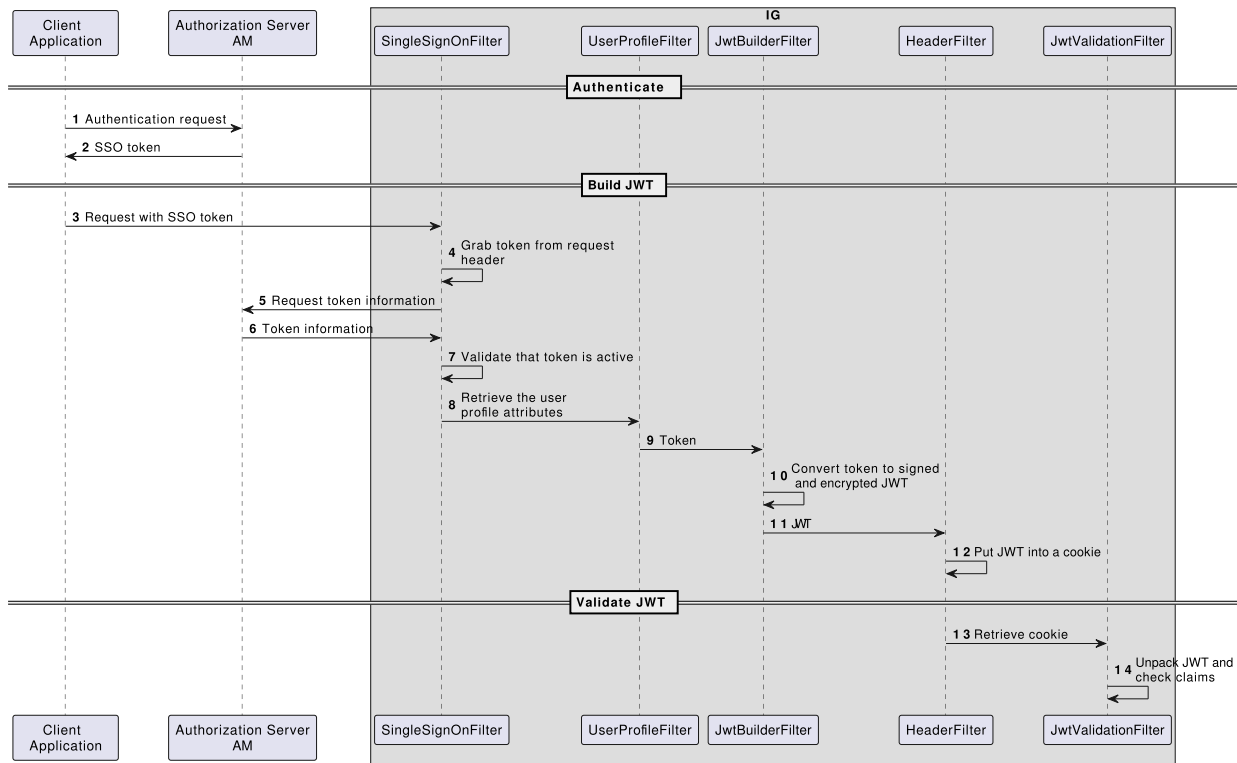 IG
Client
Application
Authorization Server
AM
SingleSignOnFilter
UserProfileFilter
JwtBuilderFilter
HeaderFilter
JwtValidationFilter
Authenticate
1 Authentication request
2 SSO token
Build JWT
3 Request with SSO token
4 Grab token from request
header
5 Request token information
6 Token information
7 Validate that token is active
8 Retrieve the user
profile attributes
9 Token
10 Convert token to signed
and encrypted JWT
11 JWT
12 Put JWT into a cookie
Validate JWT
13 Retrieve cookie
14 Unpack JWT and
check claims
Client
Application
Authorization Server
AM
SingleSignOnFilter
UserProfileFilter
JwtBuilderFilter
HeaderFilter
JwtValidationFilter